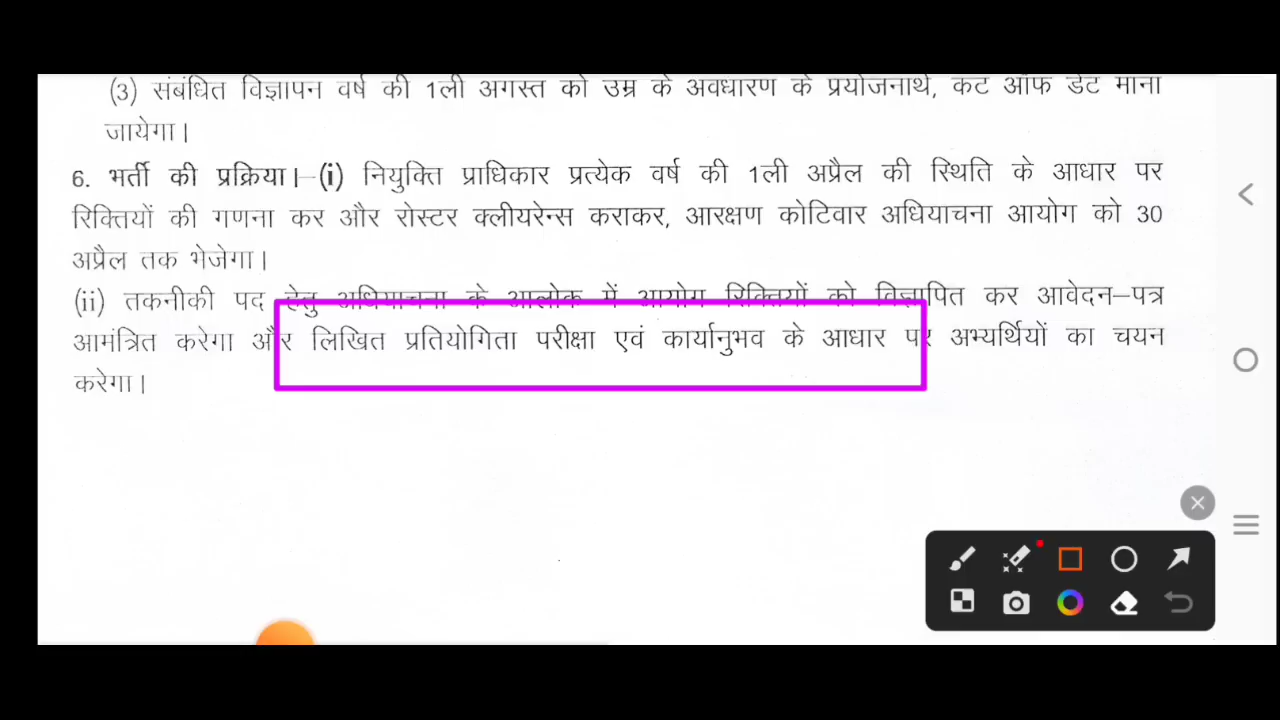 (3) संबंधित विज्ञापन वर्ष की 1ली अगस्त को उम्र के अवधारण के प्रयोजनार्थ, कट ऑफ डेट माना
जायेगा।
6. भर्ती की प्रक्रिया।–(i) नियुक्ति प्राधिकार प्रत्येक वर्ष की 1ली अप्रैल की स्थिति के आधार पर
रिक्तियों की गणना कर और रोस्टर क्लीयरेन्स कराकर, आरक्षण कोटिवार अधियाचना आयोग को 30
अप्रैल तक भेजेगा।
(ii) तकनीकी पद हेतु अधियाचना के आलोक में आयोग रिक्तियों को विज्ञापित कर आवेदन–पत्र
आमंत्रित करेगा और लिखित प्रतियोगिता परीक्षा एवं कार्यानुभव के आधार पर अभ्यर्थियों का चयन
करेगा।